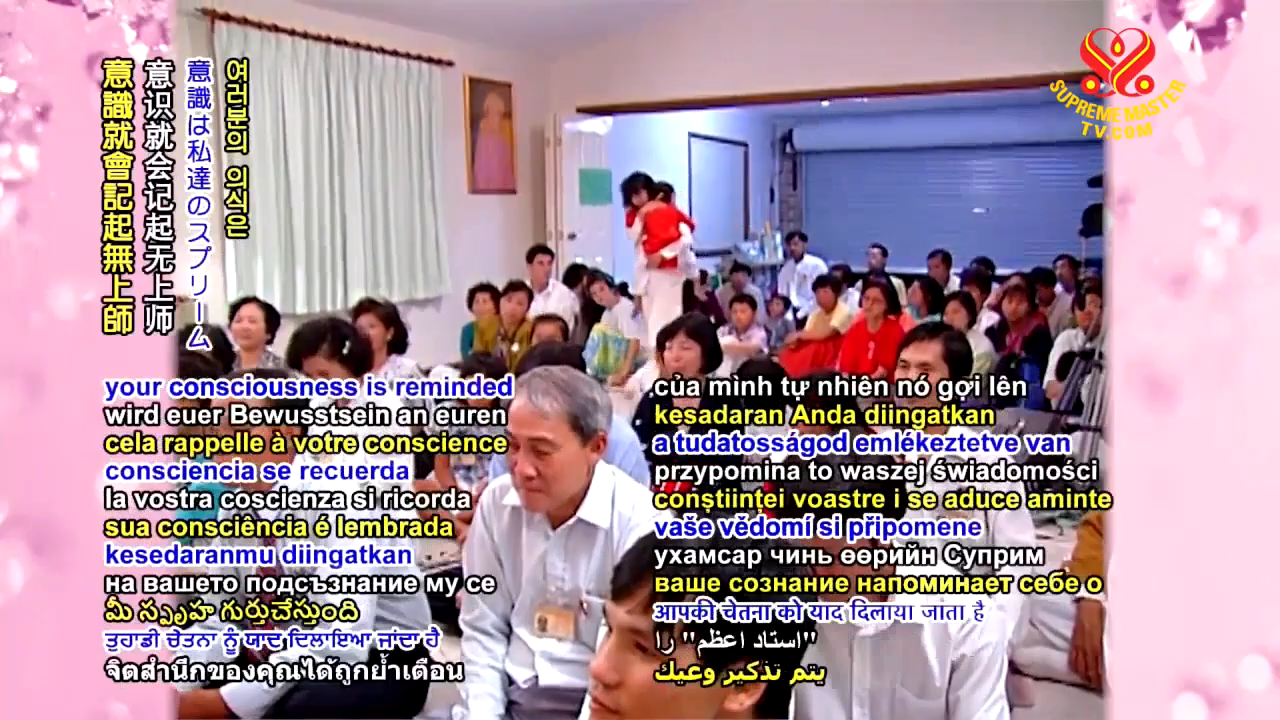 SUPREME MASTER
TV.COM
여러분의 의식은
意識は私達のスプリーム
意识就会记起无上师
意識就會記起無上師
your consciousness is reminded
wird euer Bewusstsein an euren
cela rappelle à votre conscience
consciencia se recuerda
la vostra coscienza si ricorda
sua consciência é lembrada
kesedaranmu diingatkan
на вашето подсъзнание му се
మీ స్పృహ గుర్తుచేస్తుంది
ਤੁਹਾਡੀ ਚੇਤਨਾ ਨੂੰ ਯਾਦ ਦਿਲਾਇਆ ਜਾਂਦਾ ਹੈ
จิตสำนึกของคุณได้ถูกย้ำเตือน
của mình tự nhiên nó gợi lên
kesadaran Anda diingatkan
a tudatosságod emlékeztetve van
przypomina to waszej świadomości
conștiinței voastre i se aduce aminte
vaše vědomí si připomene
ухамсар чинь өөрийн Суприм
ваше сознание напоминает себе о
आपकी चेतना को याद दिलाया जाता है
"استاد اعظم" را
يتم تذكير وعيك